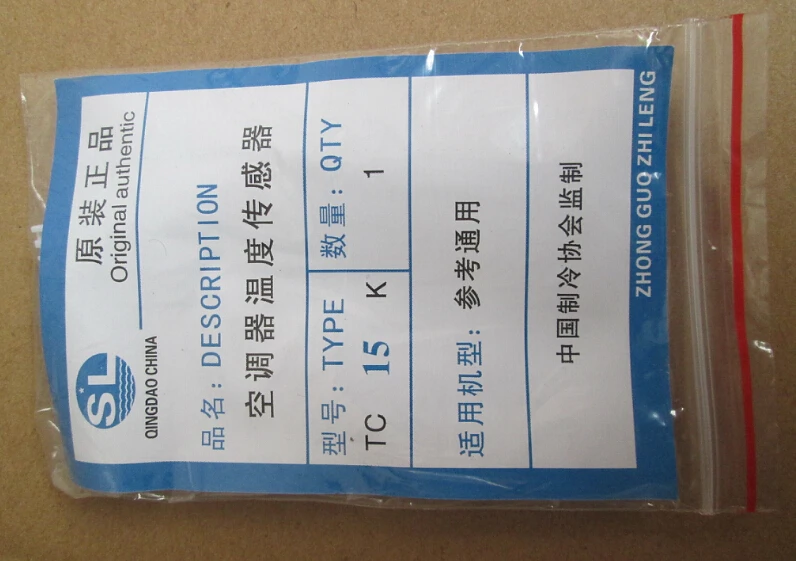 SL
QINGDAO CHINA
原装正品
Original authentic
品名: DESCRIPTION
空调器温度传感器
型号: TYPE
TC 15 K
数量: QTY
1
适用机型: 参考通用
中国制冷协会监制
ZHONG GUO ZHI LENG